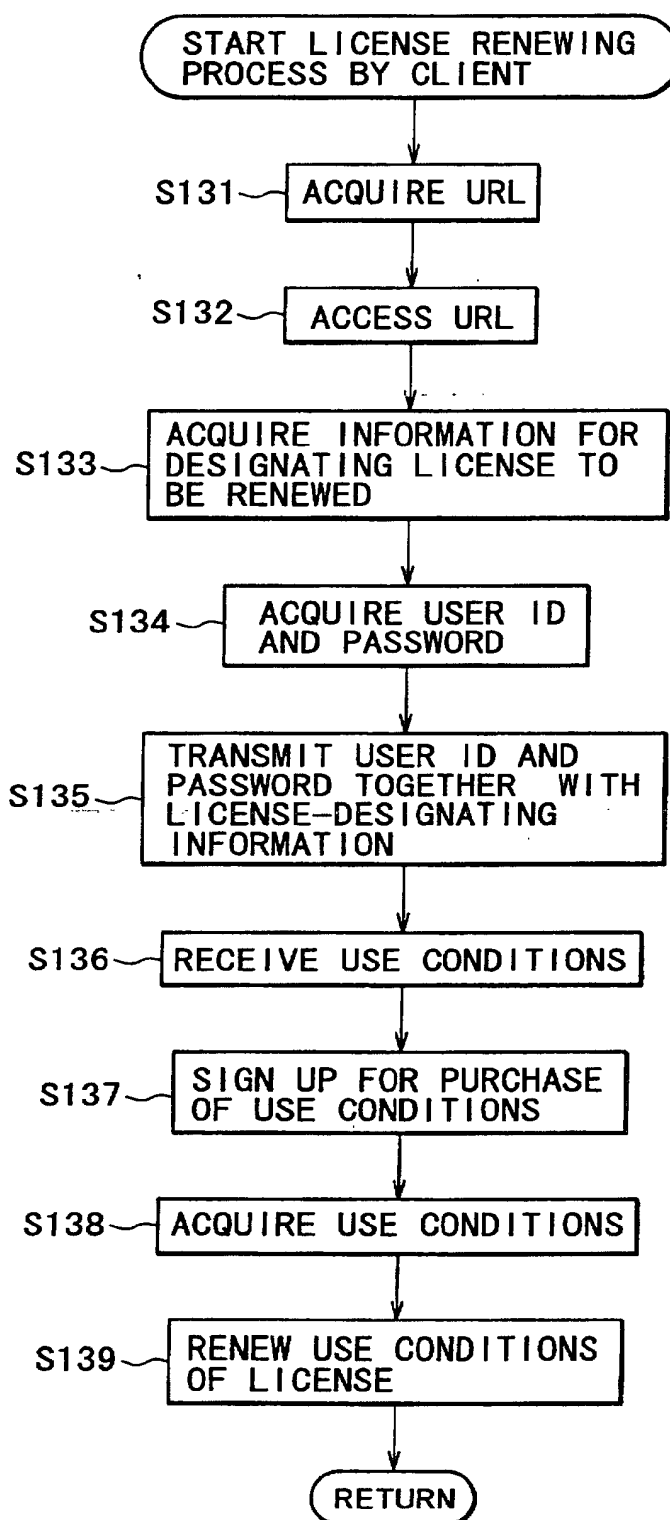 START LICENSE RENEWING
PROCESS BY CLIENT
S131
ACQUIRE URL
S132
ACCESS URL
S133
ACQUIRE INFORMATION FOR
DESIGNATING LICENSE TO
BE RENEWED
S134
ACQUIRE USER ID
AND PASSWORD
S135
TRANSMIT USER ID AND
PASSWORD TOGETHER WITH
LICENSE-DESIGNATING
INFORMATION
S136
RECEIVE USE CONDITIONS
S137
SIGN UP FOR PURCHASE
OF USE CONDITIONS
S138
ACQUIRE USE CONDITIONS
S139
RENEW USE CONDITIONS
OF LICENSE
RETURN